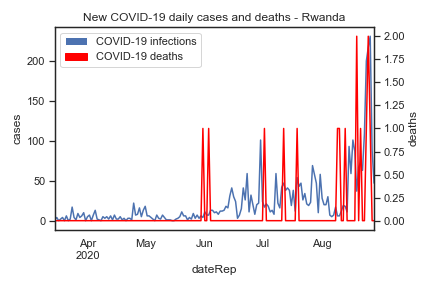 New COVID-19 daily cases and deaths - Rwanda
COVID-19 infections
COVID-19 deaths
cases
200
150
100
50
0
2.00
1.75
1.50
1.25
1.00
0.75
0.50
0.25
0.00
deaths
Apr
2020
May
Jun
Jul
Aug
dateRep